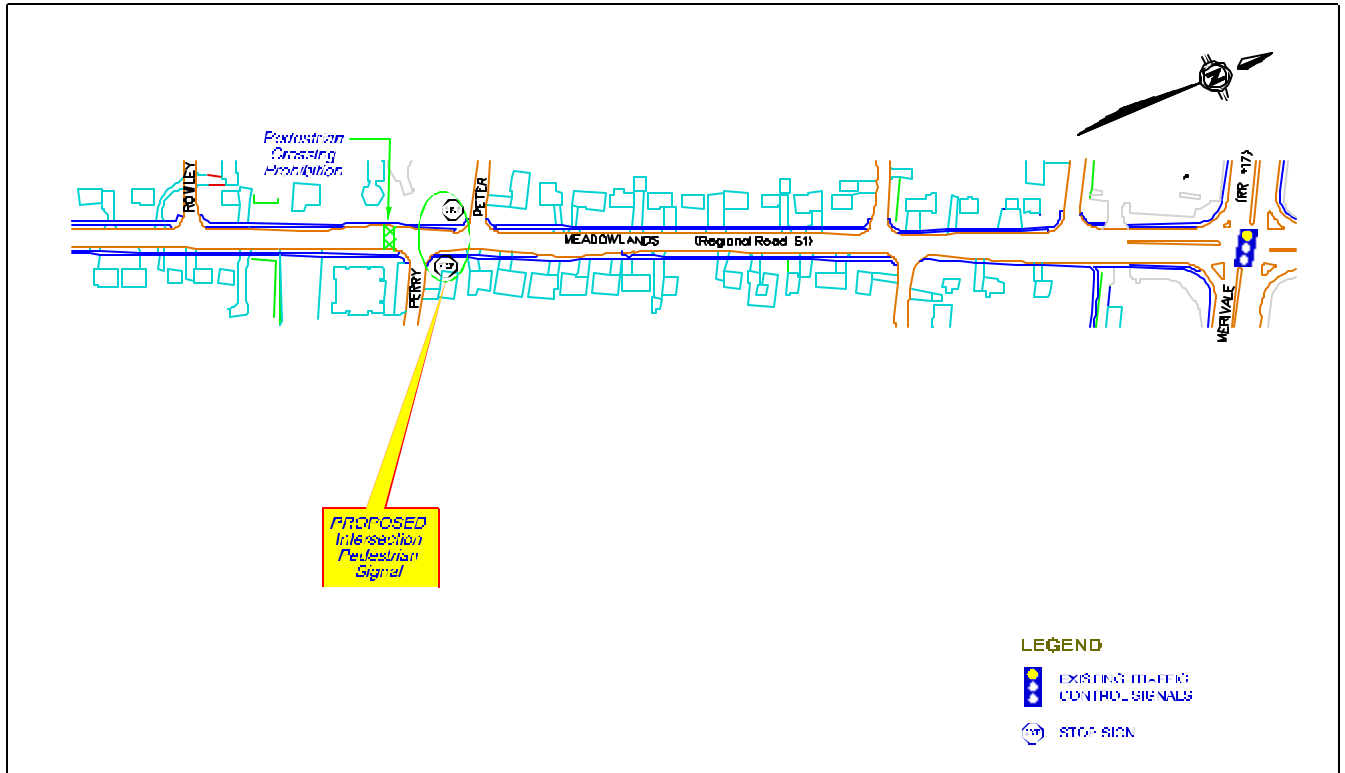 N
Pedestrian
Crossing
Prohibition
ROWLEY
PETER
(RR #17)
MEADOWLANDS (Regional Road 51)
PERRY
MERIVALE
PROPOSED
Intersection
Pedestrian
Signal
LEGEND
EXISTING TRAFFIC
CONTROL SIGNALS
STOP SIGN